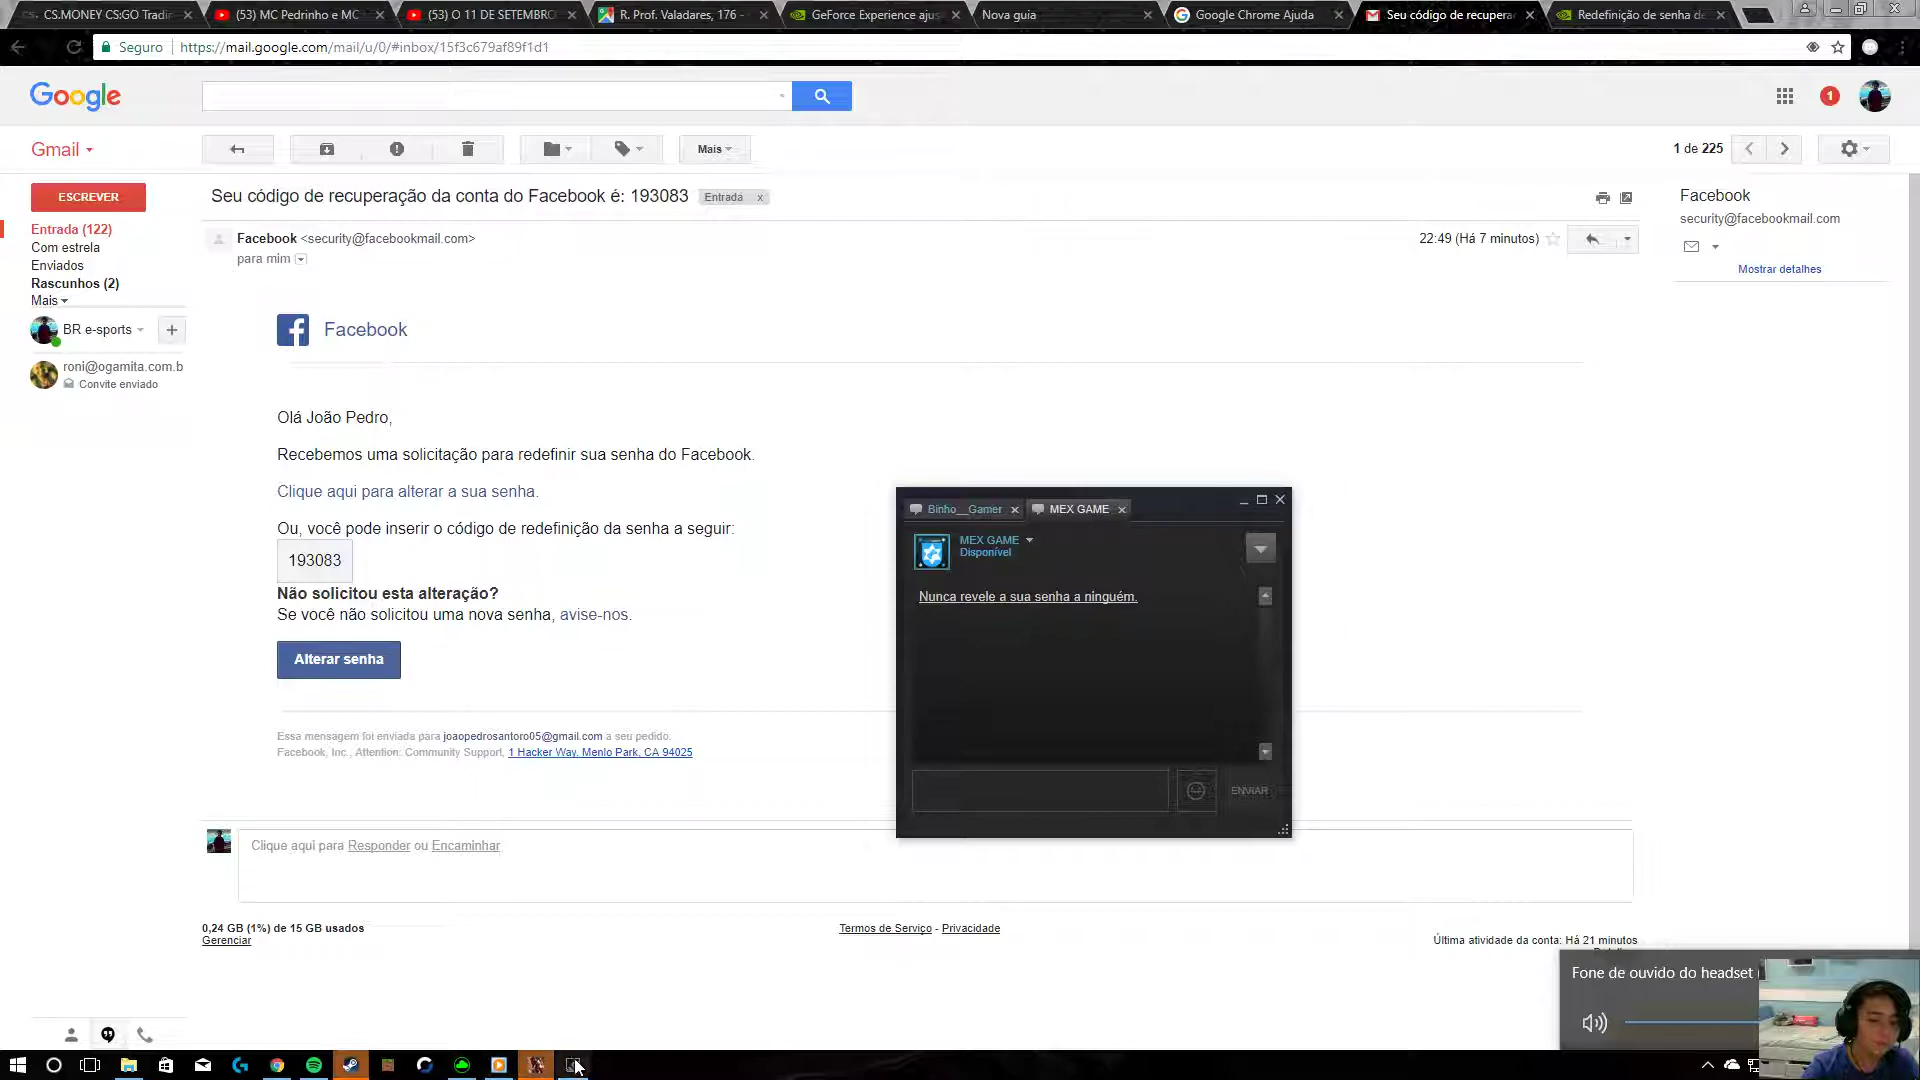 CS.MONEY CS:GO Tradin
(53) MC Pedrinho e MC
(53) O 11 DE SETEMBRO
R. Prof. Valadares, 176 -
GeForce Experience ajus
Nova guia
Google Chrome Ajuda
Seu código de recupera
Redefinição de senha de
Seguro
https://mail.google.com/mail/u/0/#inbox/15f3c679af89f1d1
Google
1
Gmail
Mais
1 de 225
ESCREVER
Seu código de recuperação da conta do Facebook é: 193083
Entrada x
Facebook
security@facebookmail.com
Mostrar detalhes
Entrada (122)
Com estrela
Enviados
Rascunhos (2)
Mais
Facebook <security@facebookmail.com>
22:49 (Há 7 minutos)
para mim
BR e-sports
roni@ogamita.com.b
Convite enviado
Facebook
Olá João Pedro,
Recebemos uma solicitação para redefinir sua senha do Facebook.
Clique aqui para alterar a sua senha.
Ou, você pode inserir o código de redefinição da senha a seguir:
193083
Não solicitou esta alteração?
Se você não solicitou uma nova senha, avise-nos.
Alterar senha
Essa mensagem foi enviada para joaopedrosantoro05@gmail.com a seu pedido.
Facebook, Inc., Attention: Community Support, 1 Hacker Way, Menlo Park, CA 94025
Binho__Gamer
MEX GAME
MEX GAME
Disponível
Nunca revele a sua senha a ninguém.
ENVIAR
Clique aqui para Responder ou Encaminhar
0,24 GB (1%) de 15 GB usados
Gerenciar
Termos de Serviço - Privacidade
Última atividade da conta: Há 21 minutos
Fone de ouvido do headset